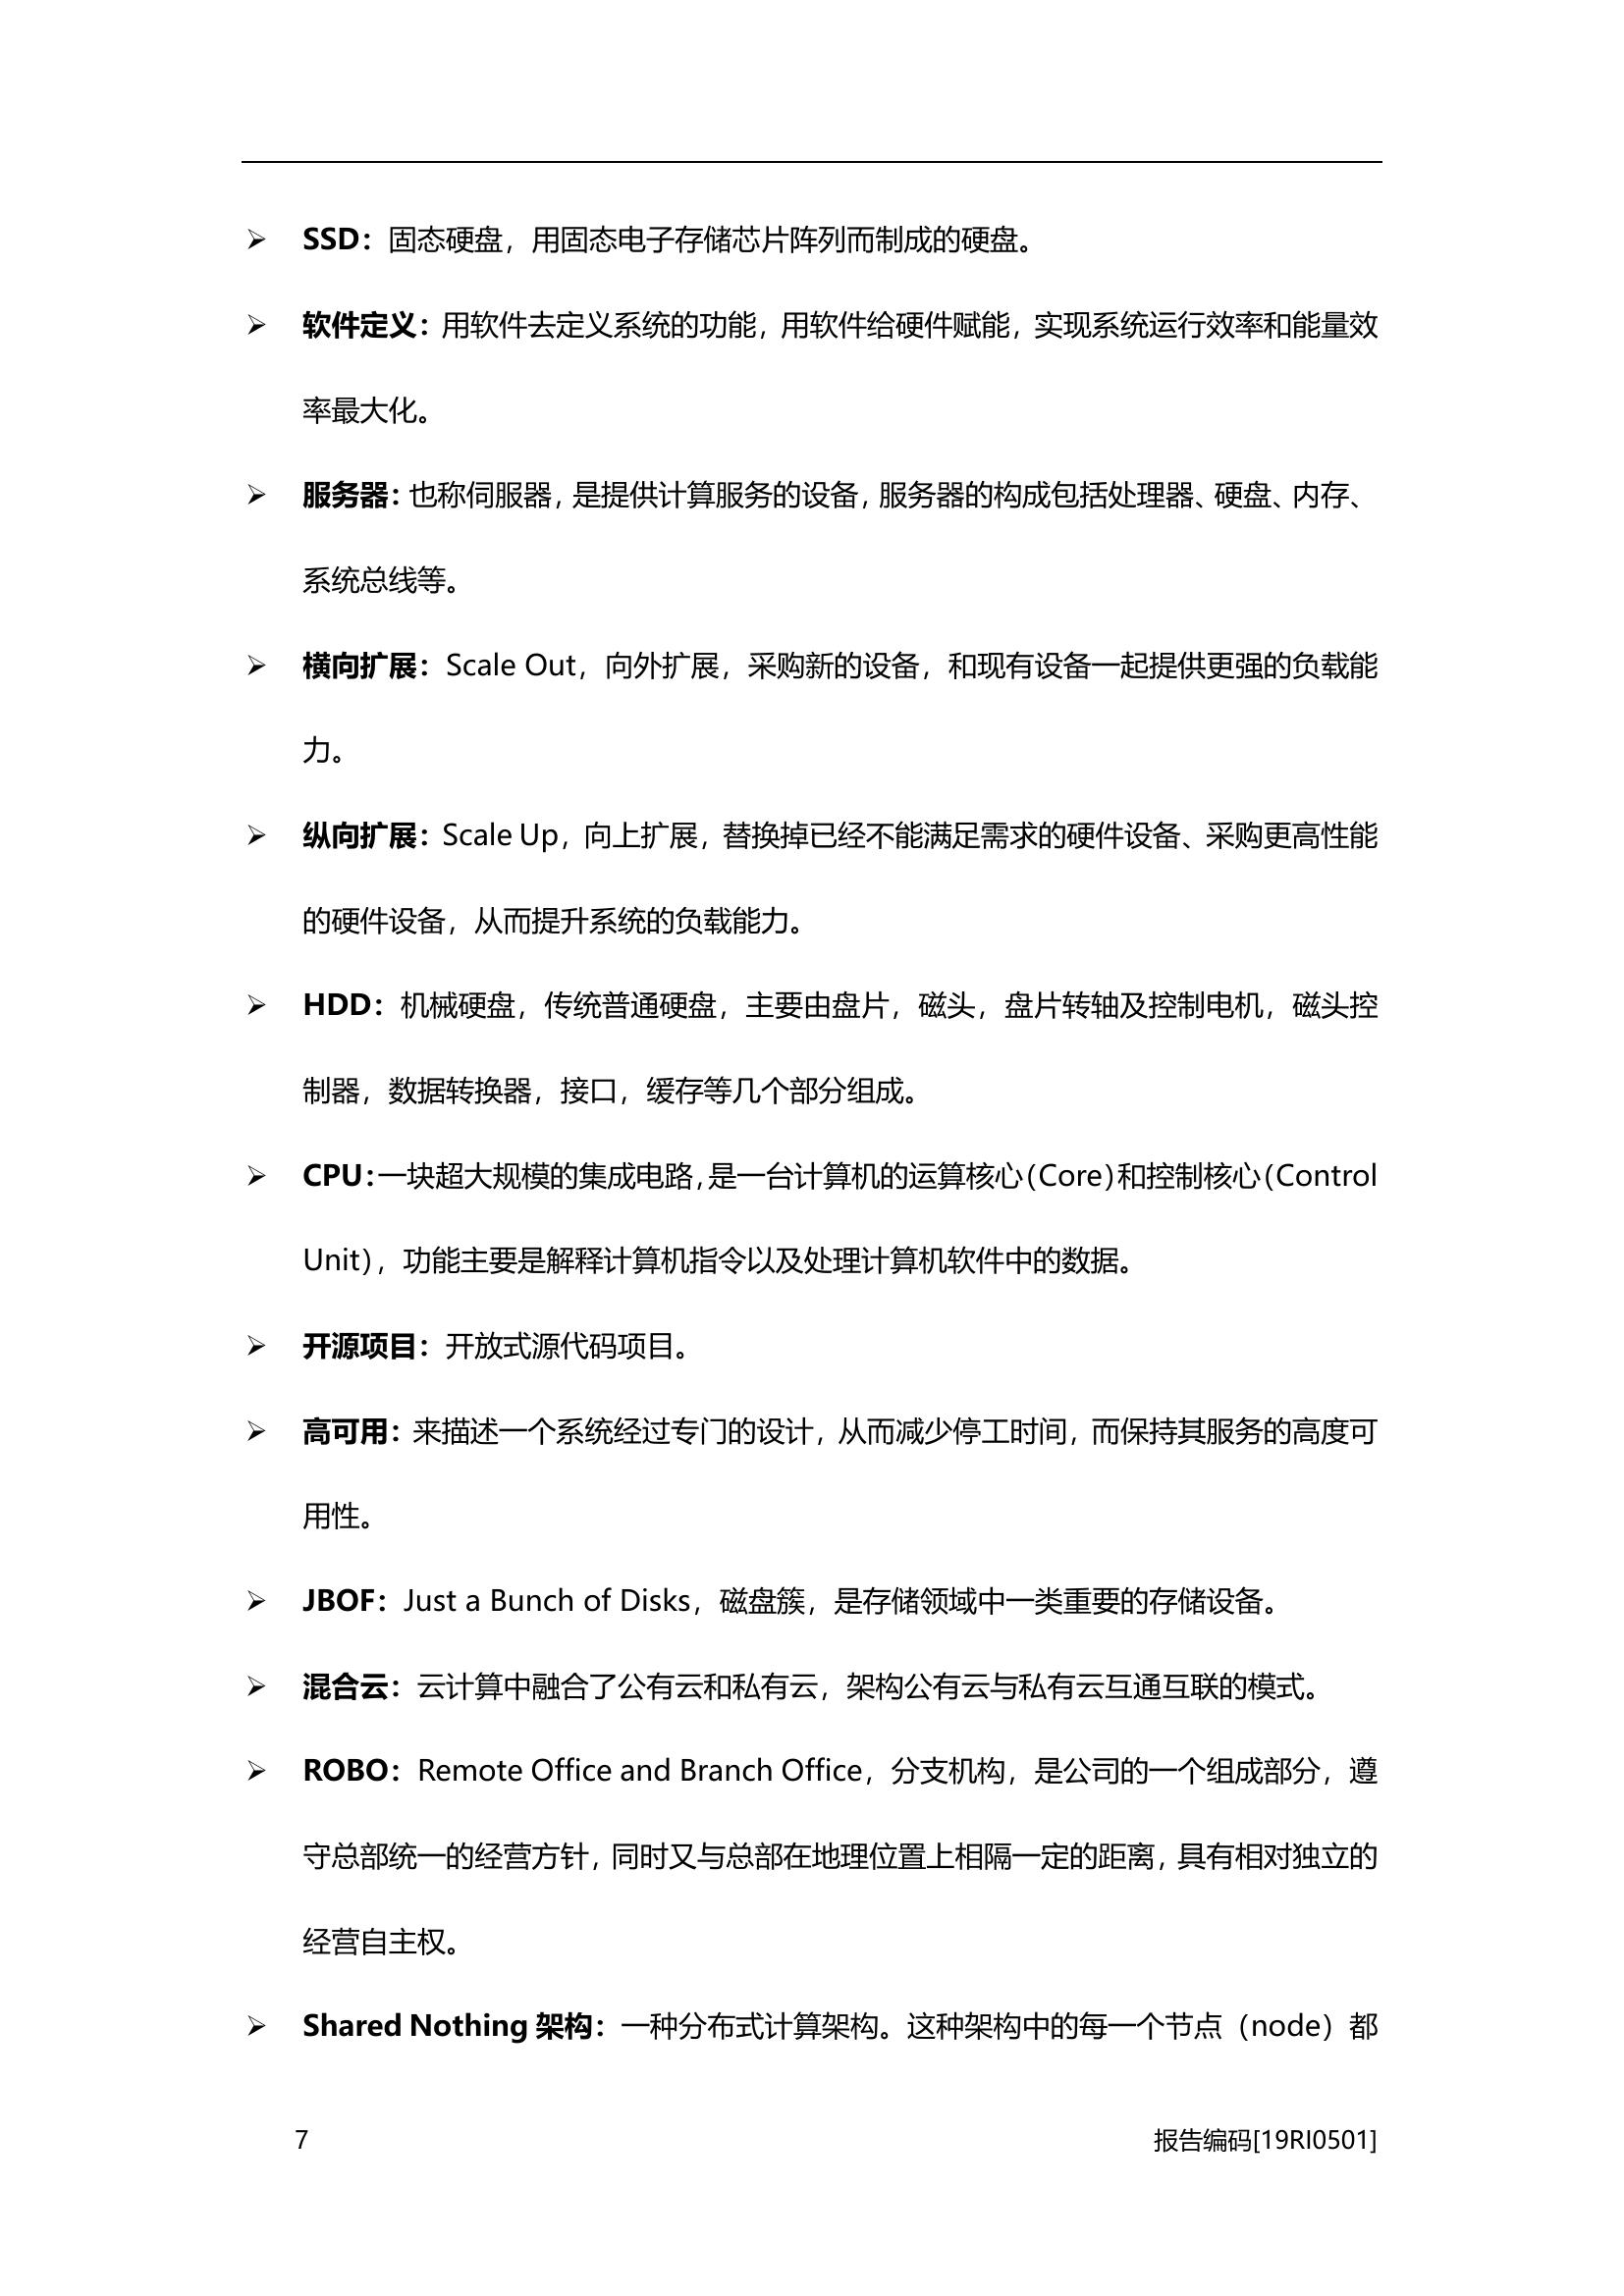 ➢ SSD：固态硬盘，用固态电子存储芯片阵列而制成的硬盘。
➢ 软件定义：用软件去定义系统的功能，用软件给硬件赋能，实现系统运行效率和能量效
率最大化。
➢ 服务器：也称伺服器，是提供计算服务的设备，服务器的构成包括处理器、硬盘、内存、
系统总线等。
➢ 横向扩展：Scale Out，向外扩展，采购新的设备，和现有设备一起提供更强的负载能
力。
➢ 纵向扩展：Scale Up，向上扩展，替换掉已经不能满足需求的硬件设备、采购更高性能
的硬件设备，从而提升系统的负载能力。
➢ HDD：机械硬盘，传统普通硬盘，主要由盘片，磁头，盘片转轴及控制电机，磁头控
制器，数据转换器，接口，缓存等几个部分组成。
➢ CPU：一块超大规模的集成电路，是一台计算机的运算核心（Core）和控制核心（Control
Unit），功能主要是解释计算机指令以及处理计算机软件中的数据。
➢ 开源项目：开放式源代码项目。
➢ 高可用：来描述一个系统经过专门的设计，从而减少停工时间，而保持其服务的高度可
用性。
➢ JBOF：Just a Bunch of Disks，磁盘簇，是存储领域中一类重要的存储设备。
➢ 混合云：云计算中融合了公有云和私有云，架构公有云与私有云互通互联的模式。
➢ ROBO：Remote Office and Branch Office，分支机构，是公司的一个组成部分，遵
守总部统一的经营方针，同时又与总部在地理位置上相隔一定的距离，具有相对独立的
经营自主权。
➢ Shared Nothing 架构：一种分布式计算架构。这种架构中的每一个节点（node）都
7 报告编码[19RI0501]